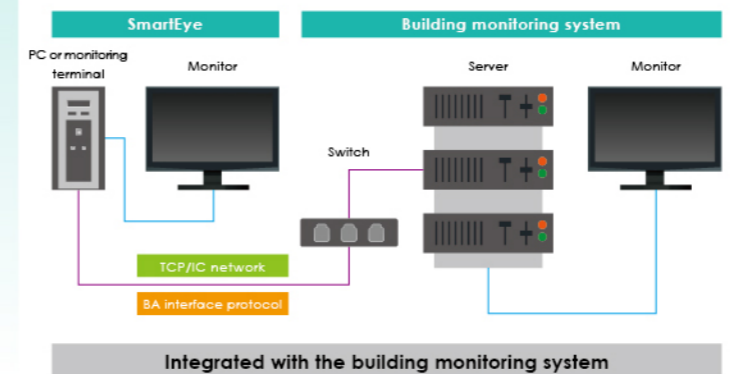 SmartEye
Building monitoring system
PC or monitoring
terminal
Monitor
Server
Monitor
Switch
TCP/IC network
BA interface protocol
Integrated with the building monitoring system